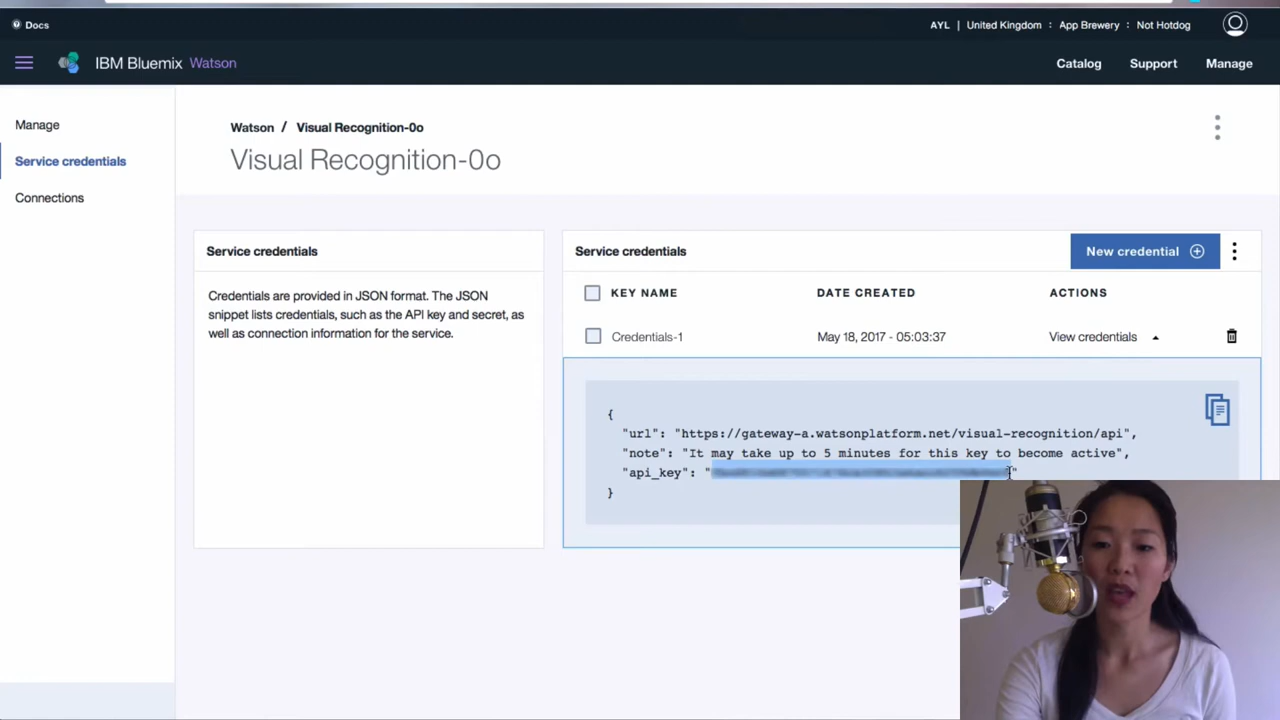 Docs
AYL | United Kingdom : App Brewery : Not Hotdog
IBM Bluemix Watson
Catalog Support Manage
Manage
Service credentials
Connections
Watson / Visual Recognition-0o
Visual Recognition-0o
Service credentials
Credentials are provided in JSON format. The JSON
snippet lists credentials, such as the API key and secret, as
well as connection information for the service.
Service credentials
New credential
KEY NAME DATE CREATED ACTIONS
Credentials-1 May 18, 2017 - 05:03:37 View credentials
{
"url": "https://gateway-a.watsonplatform.net/visual-recognition/api",
"note": "It may take up to 5 minutes for this key to become active",
"api_key": " "
}